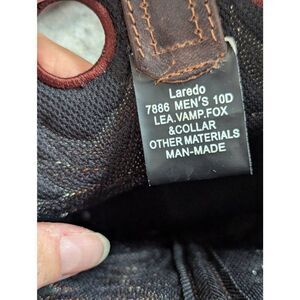 Laredo
7886 MEN'S 10D
LEA.VAMP.FOX
&COLLAR
OTHER MATERIALS
MAN-MADE